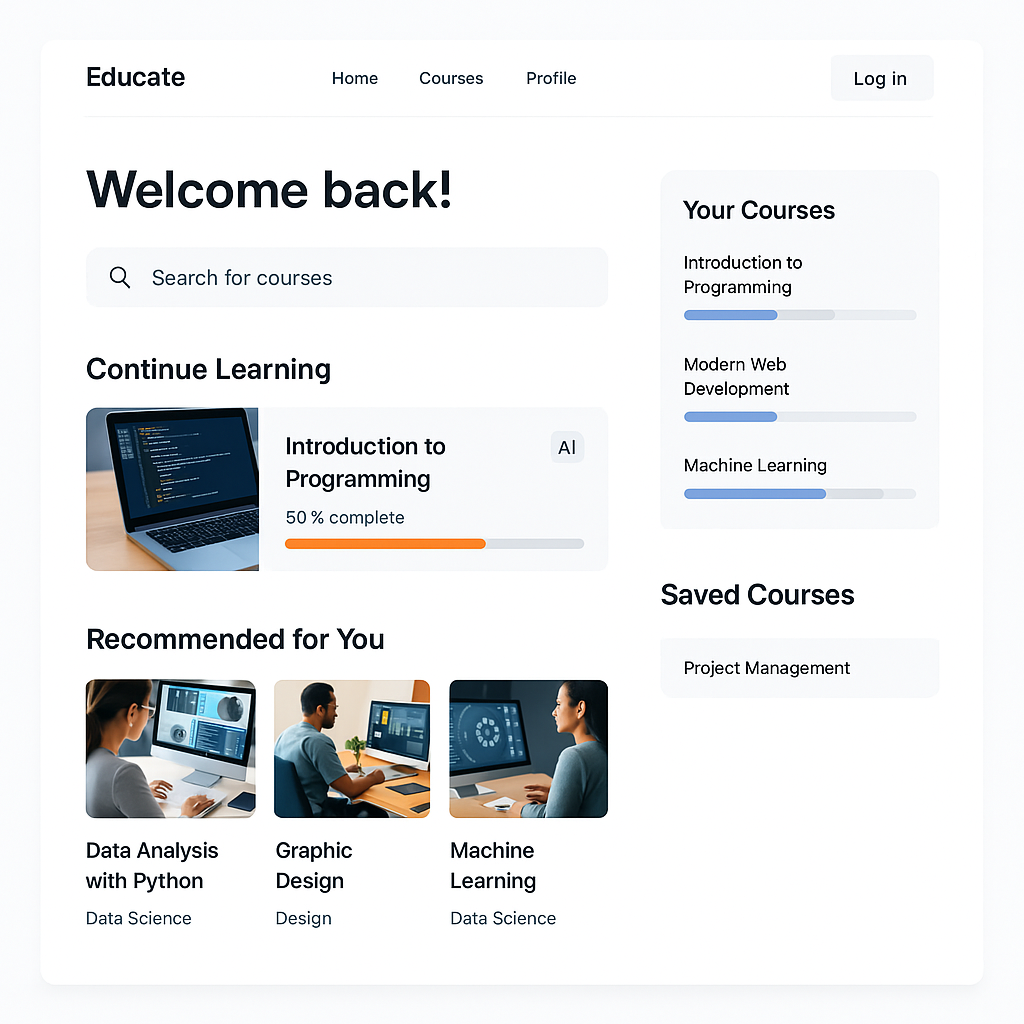 Educate
Home
Courses
Profile
Log in
Welcome back!
Search for courses
Continue Learning
Introduction to
Programming
AI
50 % complete
Recommended for You
Data Analysis
with Python
Data Science
Graphic
Design
Design
Machine
Learning
Data Science
Your Courses
Introduction to
Programming
Modern Web
Development
Machine Learning
Saved Courses
Project Management